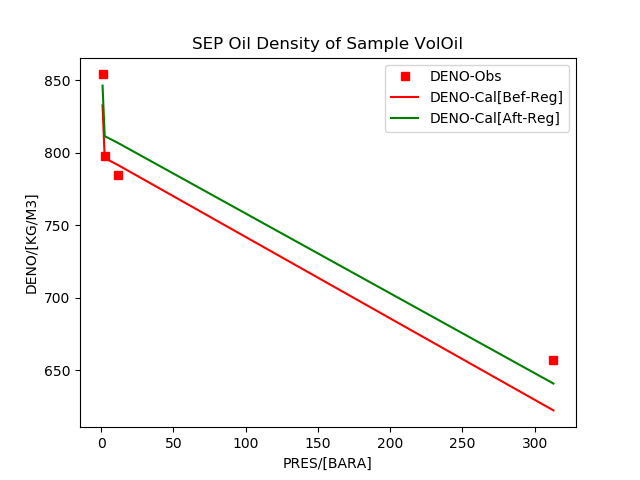 SEP Oil Density of Sample VolOil
DENO-Obs
DENO-Cal[Bef-Reg]
DENO-Cal[Aft-Reg]
DENO/[KG/M3]
850
800
750
700
650
0 50 100 150 200 250 300
PRES/[BARA]